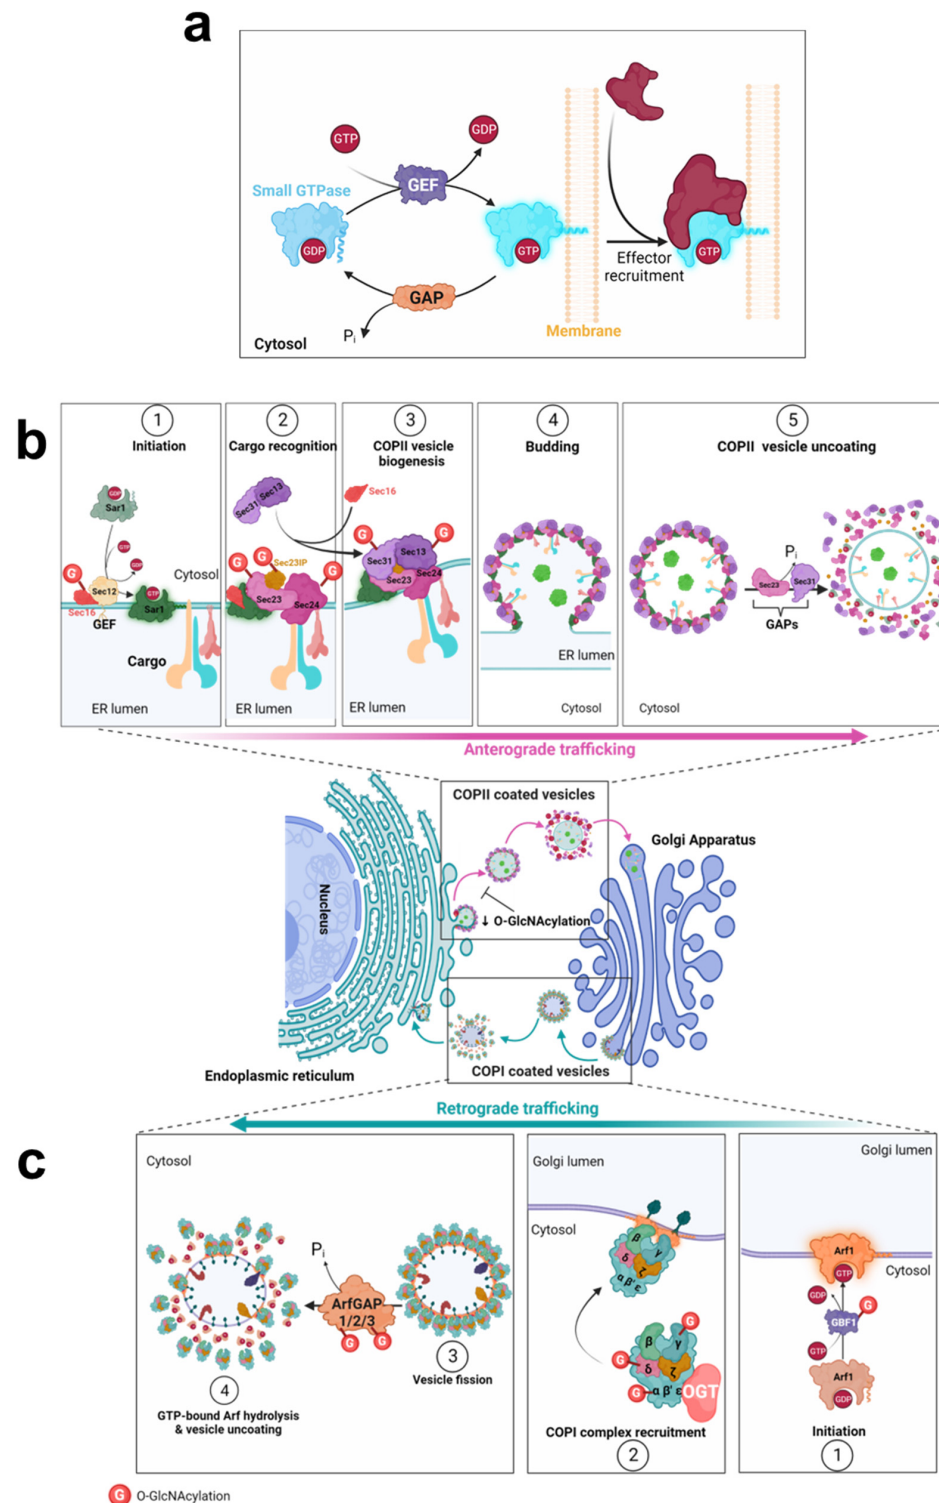 a
GTP
GDP
GEF
Small GTPase
GDP
GTP
GTP
Effector
recruitment
GAP
Pi
Membrane
Cytosol
b
1
Initiation
GDP
Sar1
GTP
GDP
G
Sec12
Sec16
GEF
GTP
Sar1
Cytosol
Cargo
ER lumen
2
Cargo recognition
Sec31
Sec13
G
G
Sec23IP
G
Sec23
Sec24
ER lumen
3
COPII vesicle
biogenesis
Sec16
G
G
Sec31
Sec13
Sec23
Sec24
ER lumen
4
Budding
ER lumen
Cytosol
5
COPII vesicle uncoating
Pi
Sec23
Sec31
GAPs
Cytosol
Anterograde trafficking
COPII coated vesicles
Golgi Apparatus
Nucleus
↓ O-GlcNAcylation
COPI coated vesicles
Endoplasmic reticulum
Retrograde trafficking
c
Cytosol
Pi
ArfGAP
1/2/3
G
G
3
Vesicle fission
4
GTP-bound Arf hydrolysis
& vesicle uncoating
Golgi lumen
Cytosol
β
γ
δ
ζ
α β' ε
G
β
γ
G
δ
ζ
G
α β' ε
OGT
COPI complex recruitment
2
Golgi lumen
Arf1
GTP
Cytosol
GDP
G
GBF1
GTP
Arf1
GDP
Initiation
1
G O-GlcNAcylation